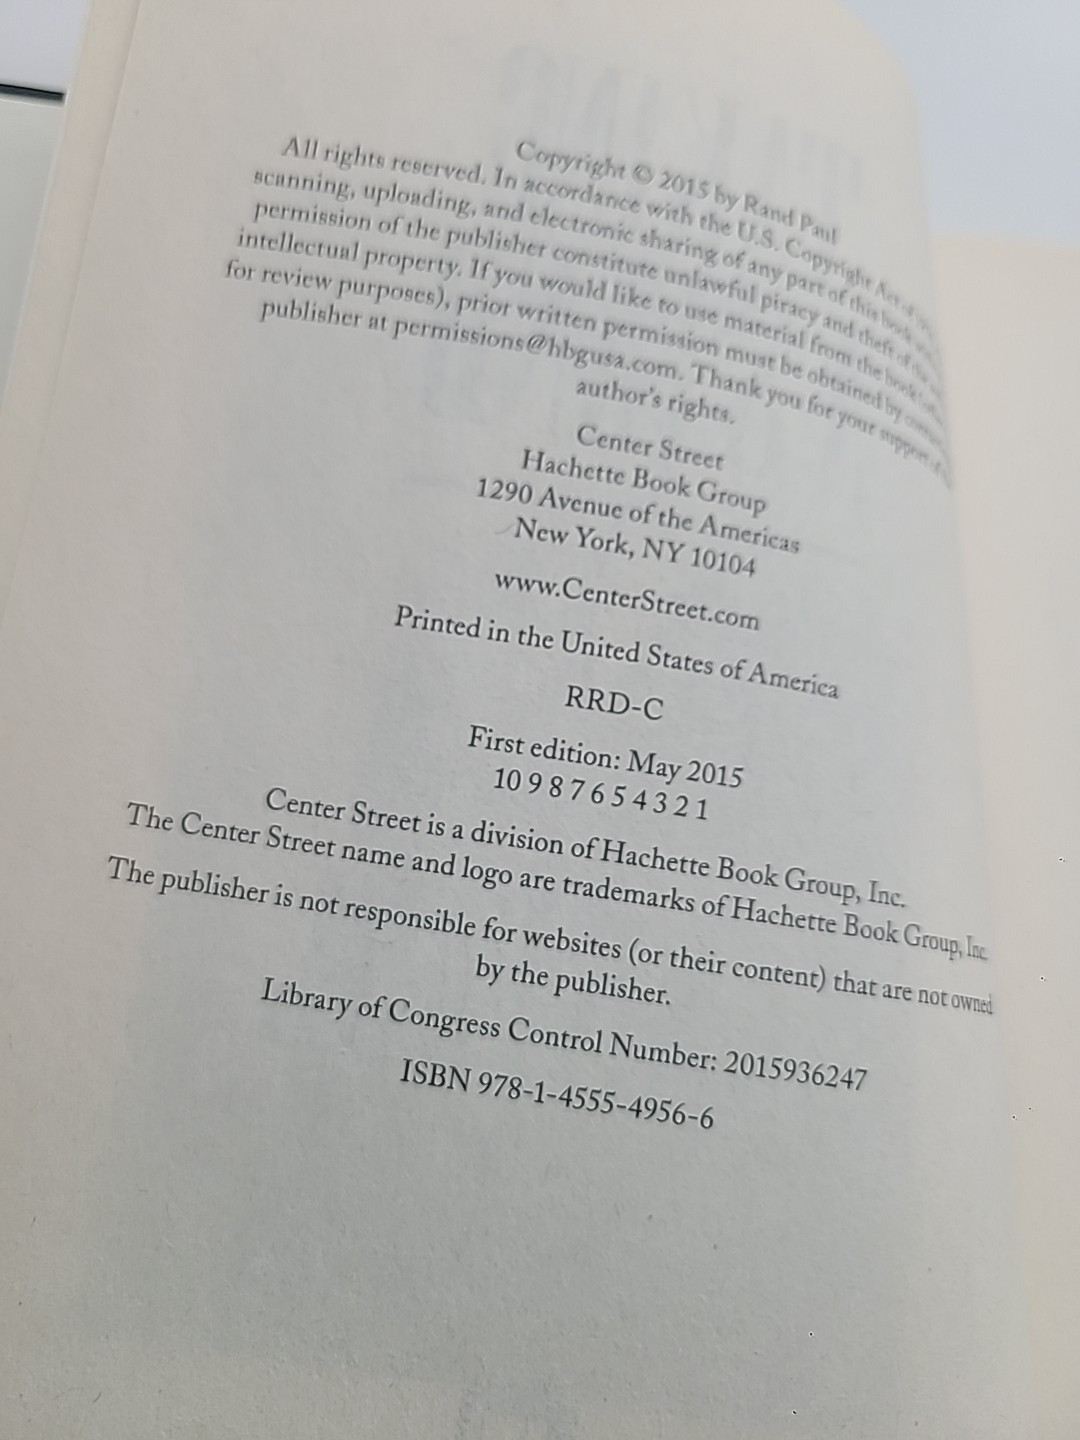 Copyright © 2015 by Rand Paul
All rights reserved. In accordance with the U.S. Copyright Act of
scanning, uploading, and electronic sharing of any part of this book
permission of the publisher constitute unlawful piracy and theft of the
intellectual property. If you would like to use material from the book
for review purposes), prior written permission must be obtained by
publisher at permissions@hbgusa.com. Thank you for your support of
author's rights.
Center Street
Hachette Book Group
1290 Avenue of the Americas
New York, NY 10104
www.CenterStreet.com
Printed in the United States of America
RRD-C
First edition: May 2015
10 9 8 7 6 5 4 3 2 1
Center Street is a division of Hachette Book Group, Inc.
The Center Street name and logo are trademarks of Hachette Book Group, Inc.
The publisher is not responsible for websites (or their content) that are not owned
by the publisher.
Library of Congress Control Number: 2015936247
ISBN 978-1-4555-4956-6